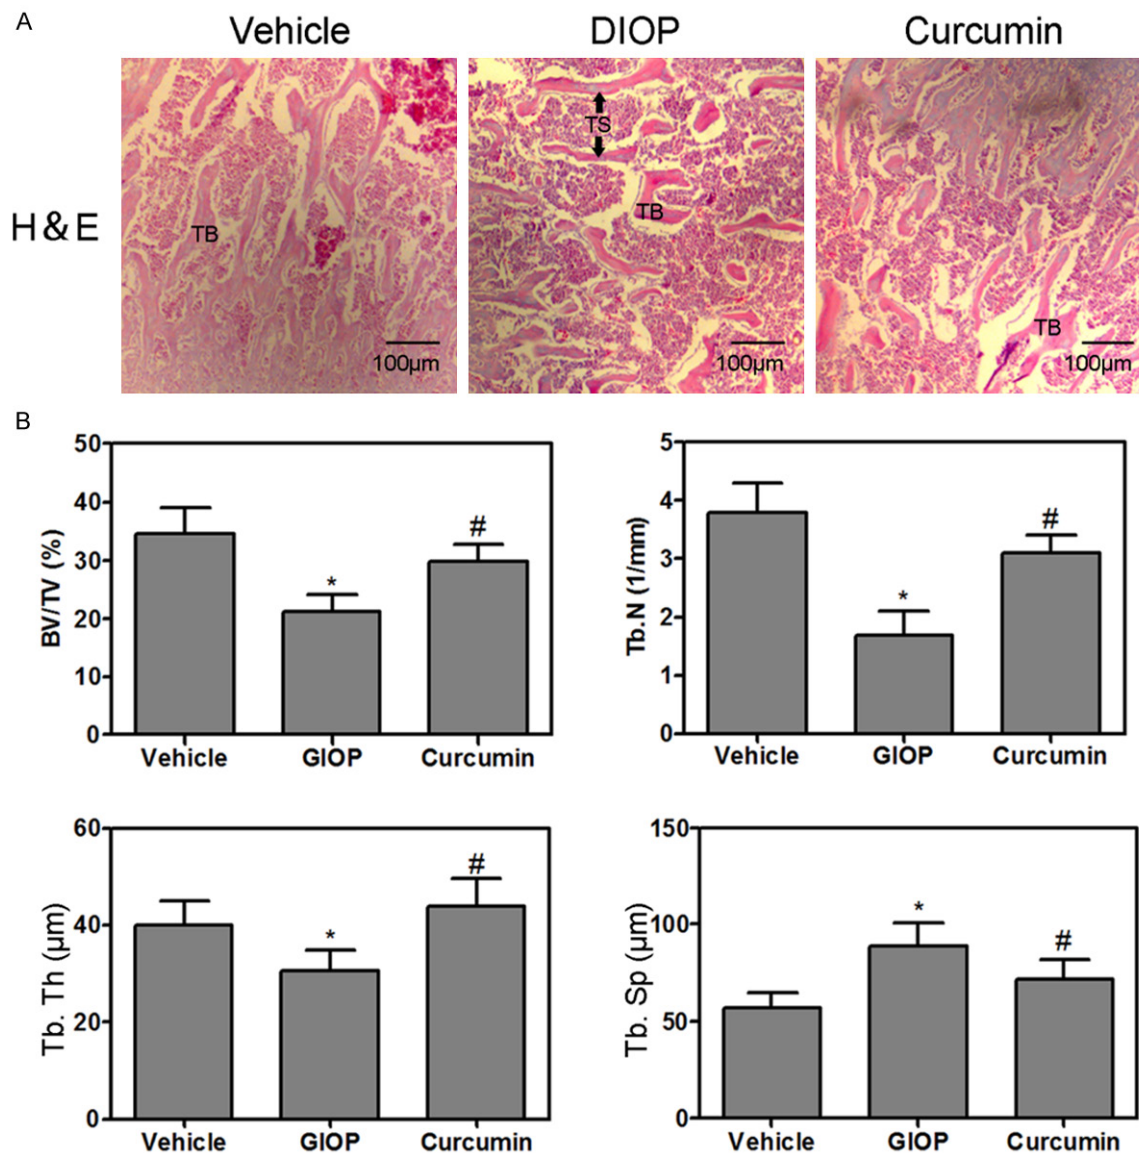 A
Vehicle DIOP Curcumin
H&E
TB
100μm
TS
TB
100μm
TB
100μm
B
BV/TV (%)
50
40
30
20
10
0
*
#
Vehicle GIOP Curcumin
Tb.N (1/mm)
5
4
3
2
1
0
*
#
Vehicle GIOP Curcumin
Tb. Th (μm)
60
40
20
0
*
#
Vehicle GIOP Curcumin
Tb. Sp (μm)
150
100
50
0
*
#
Vehicle GIOP Curcumin